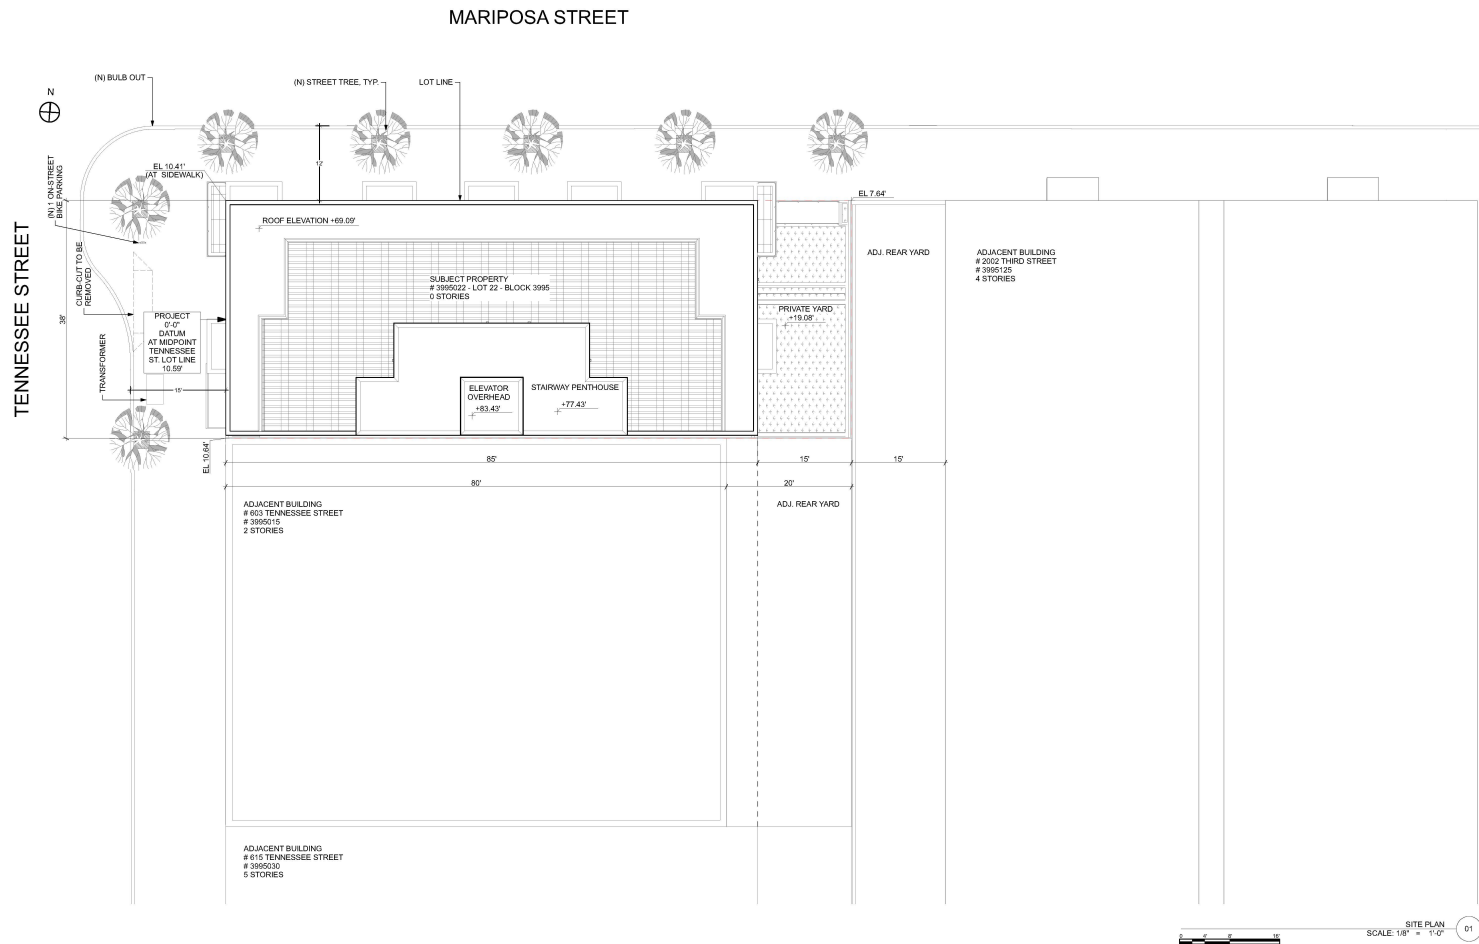 MARIPOSA STREET
(N) BULB OUT
(N) STREET TREE, TYP.
LOT LINE
N
12'
EL 10.41'
(AT SIDEWALK)
(N) 1 ON-STREET
BIKE PARKING
EL 7.64'
ROOF ELEVATION +69.09'
TENNESSEE STREET
CURB-CUT TO BE
REMOVED
38'
ADJ. REAR YARD
ADJACENT BUILDING
# 2002 THIRD STREET
# 3995125
4 STORIES
SUBJECT PROPERTY
# 3995022 - LOT 22 - BLOCK 3995
0 STORIES
PRIVATE YARD
+19.08'
PROJECT
0'-0"
DATUM
AT MIDPOINT
TENNESSEE
ST. LOT LINE
10.59'
TRANSFORMER
15'
ELEVATOR
OVERHEAD
+83.43'
STAIRWAY PENTHOUSE
+77.43'
EL 10.64'
85'
15'
15'
80'
20'
ADJACENT BUILDING
# 603 TENNESSEE STREET
# 3995015
2 STORIES
ADJ. REAR YARD
ADJACENT BUILDING
# 615 TENNESSEE STREET
# 3995030
5 STORIES
SITE PLAN
SCALE: 1/8" = 1'-0"
01
0 4' 8' 16'